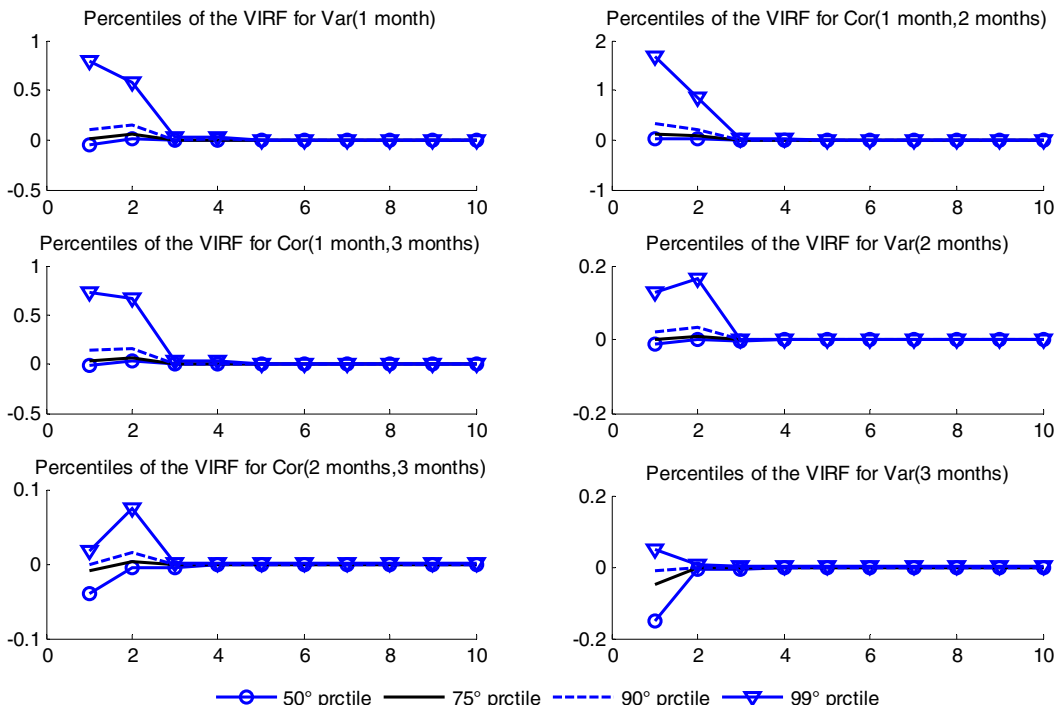 Percentiles of the VIRF for Var(1 month)
1
0.5
0
-0.5
0 2 4 6 8 10
Percentiles of the VIRF for Cor(1 month,2 months)
2
1
0
-1
0 2 4 6 8 10
Percentiles of the VIRF for Cor(1 month,3 months)
1
0.5
0
-0.5
0 2 4 6 8 10
Percentiles of the VIRF for Var(2 months)
0.2
0
-0.2
0 2 4 6 8 10
Percentiles of the VIRF for Cor(2 months,3 months)
0.1
0
-0.1
0 2 4 6 8 10
Percentiles of the VIRF for Var(3 months)
0.2
0
-0.2
0 2 4 6 8 10
50° prctile 75° prctile 90° prctile 99° prctile